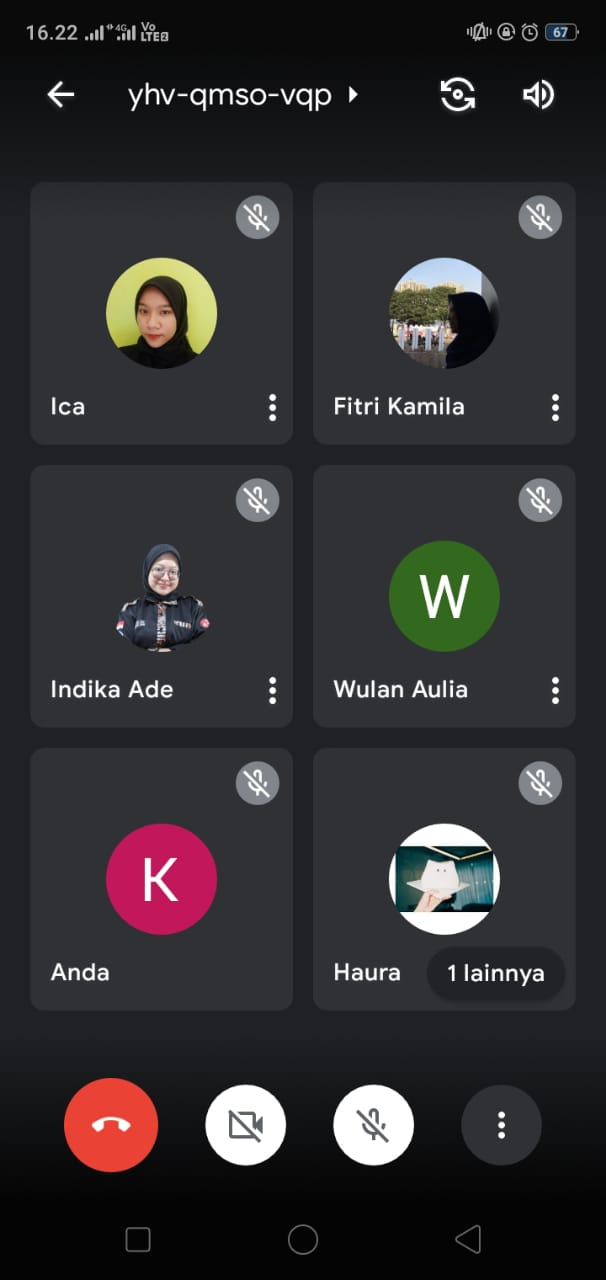 16.22 4G Vo LTE2 67
yhv-qmso-vqp
Ica
Fitri Kamila
Indika Ade
W
Wulan Aulia
K
Anda
Haura
1 lainnya